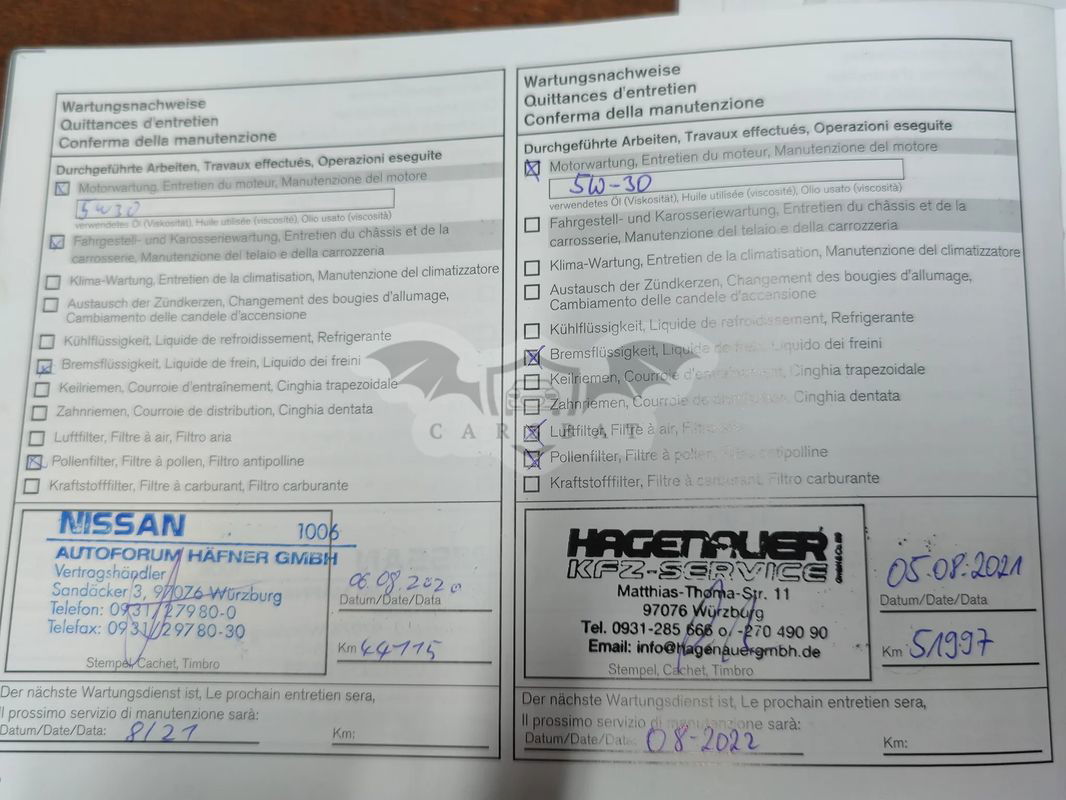 Wartungsnachweise
Quittances d'entretien
Conferma della manutenzione
Durchgeführte Arbeiten, Travaux effectués, Operazioni eseguite
Motorwartung, Entretien du moteur, Manutenzione del motore
5W30
verwendetes Öl (Viskosität), Huile utilisée (viscosité), Olio usato (viscosità)
Fahrgestell- und Karosseriewartung, Entretien du châssis et de la
carrosserie, Manutenzione del telaio e della carrozzeria
Klima-Wartung, Entretien de la climatisation, Manutenzione del climatizzatore
Austausch der Zündkerzen, Changement des bougies d'allumage,
Cambiamento delle candele d'accensione
Kühlflüssigkeit, Liquide de refroidissement, Refrigerante
Bremsflüssigkeit, Liquide de frein, Liquido dei freini
Keilriemen, Courroie d'entraînement, Cinghia trapezoidale
Zahnriemen, Courroie de distribution, Cinghia dentata
Luftfilter, Filtre à air, Filtro aria
Pollenfilter, Filtre à pollen, Filtro antipolline
Kraftstofffilter, Filtre à carburant, Filtro carburante
NISSAN 1006
AUTOFORUM HÄFNER GMBH
Vertragshändler
Sandäcker 3, 97076 Würzburg
Telefon: 0931/27980-0
Telefax: 0931/29780-30
Stempel, Cachet, Timbro
06.08.2020
Datum/Date/Data
Km 44115
Der nächste Wartungsdienst ist, Le prochain entretien sera,
Il prossimo servizio di manutenzione sarà:
Datum/Date/Data: 8/21
Km:
Wartungsnachweise
Quittances d'entretien
Conferma della manutenzione
Durchgeführte Arbeiten, Travaux effectués, Operazioni eseguite
Motorwartung, Entretien du moteur, Manutenzione del motore
5W-30
verwendetes Öl (Viskosität), Huile utilisée (viscosité), Olio usato (viscosità)
Fahrgestell- und Karosseriewartung, Entretien du châssis et de la
carrosserie, Manutenzione del telaio e della carrozzeria
Klima-Wartung, Entretien de la climatisation, Manutenzione del climatizzatore
Austausch der Zündkerzen, Changement des bougies d'allumage,
Cambiamento delle candele d'accensione
Kühlflüssigkeit, Liquide de refroidissement, Refrigerante
Bremsflüssigkeit, Liquide de frein, Liquido dei freini
Keilriemen, Courroie d'entraînement, Cinghia trapezoidale
Zahnriemen, Courroie de distribution, Cinghia dentata
Luftfilter, Filtre à air, Filtro
Pollenfilter, Filtre à pollen, Filtro antipolline
Kraftstofffilter, Filtre à carburant, Filtro carburante
HAGENAUER
KFZ-SERVICE
Matthias-Thoma-Str. 11
97076 Würzburg
Tel. 0931-285 666 o. -270 490 90
Email: info@hagenauergmbh.de
Stempel, Cachet, Timbro
05.08.2021
Datum/Date/Data
Km 51997
Der nächste Wartungsdienst ist, Le prochain entretien sera,
Il prossimo servizio di manutenzione sarà:
Datum/Date/Data: 08-2022
Km:
CAR BAT